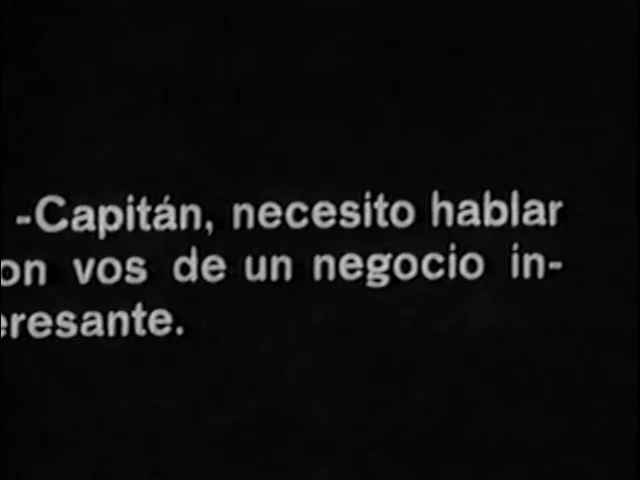 -Capitán, necesito hablar
on vos de un negocio in-
eresante.